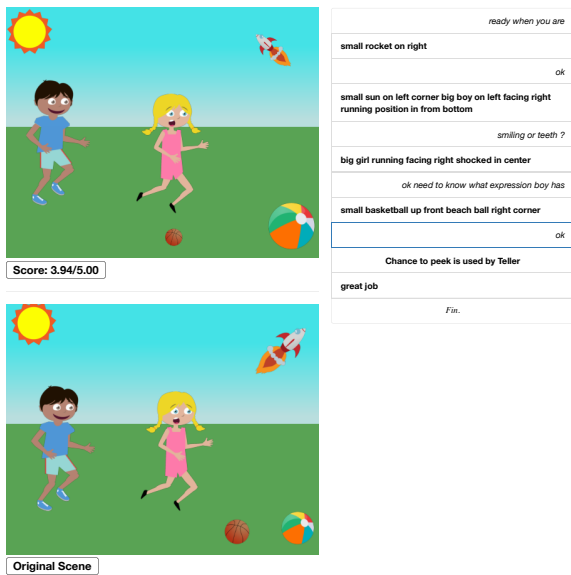 ready when you are
small rocket on right
ok
small sun on left corner big boy on left facing right
running position in from bottom
smiling or teeth ?
big girl running facing right shocked in center
ok need to know what expression boy has
small basketball up front beach ball right corner
ok
Chance to peek is used by Teller
great job
Fin.
Score: 3.94/5.00
Original Scene